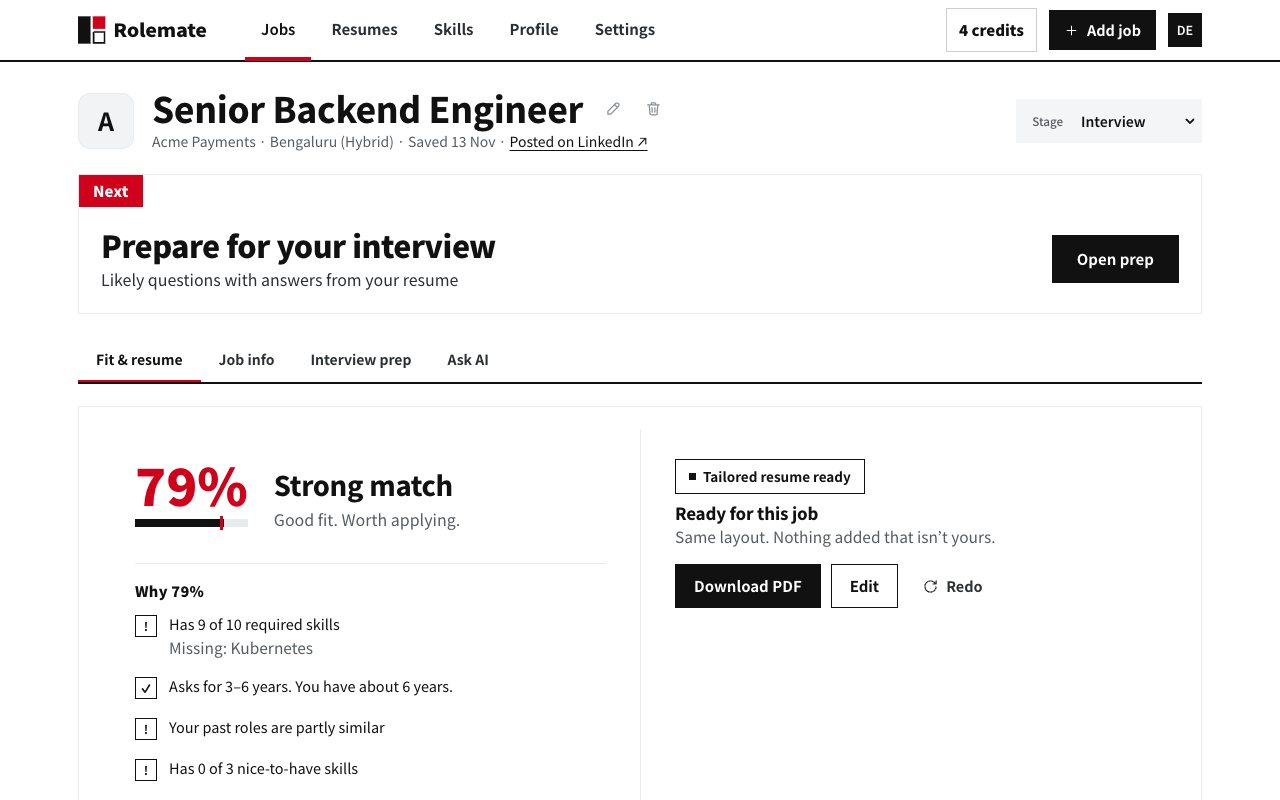 Rolemate
Jobs
Resumes
Skills
Profile
Settings
4 credits
+ Add job
DE
A
Senior Backend Engineer
Acme Payments · Bengaluru (Hybrid) · Saved 13 Nov · Posted on LinkedIn ↗
Stage Interview
Next
Prepare for your interview
Likely questions with answers from your resume
Open prep
Fit & resume
Job info
Interview prep
Ask AI
79%
Strong match
Good fit. Worth applying.
Why 79%
! Has 9 of 10 required skills
Missing: Kubernetes
✓ Asks for 3–6 years. You have about 6 years.
! Your past roles are partly similar
! Has 0 of 3 nice-to-have skills
Tailored resume ready
Ready for this job
Same layout. Nothing added that isn’t yours.
Download PDF
Edit
Redo